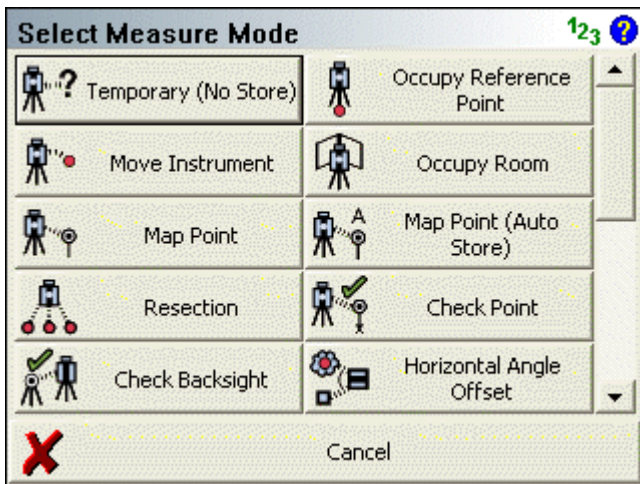 Select Measure Mode 123 ?
? Temporary (No Store)
Occupy Reference
Point
Move Instrument
Occupy Room
Map Point
A Map Point (Auto
Store)
Resection
x Check Point
Check Backsight
Horizontal Angle
Offset
Cancel